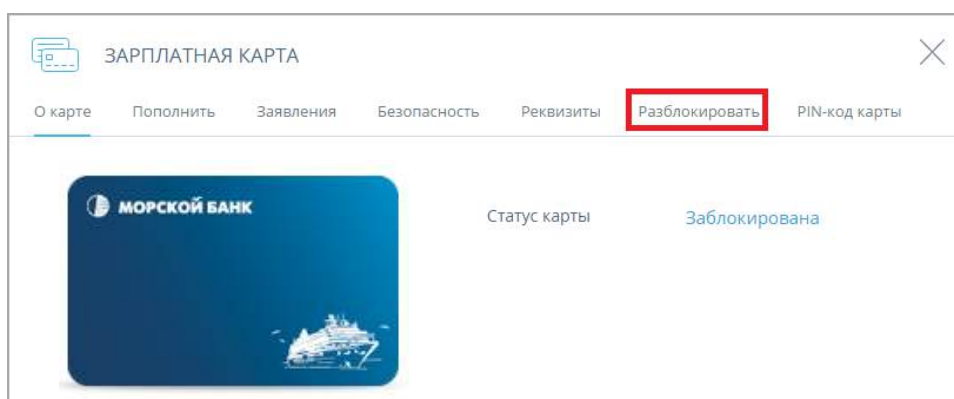 ЗАРПЛАТНАЯ КАРТА
О карте Пополнить Заявления Безопасность Реквизиты Разблокировать PIN-код карты
МОРСКОЙ БАНК
Статус карты Заблокирована